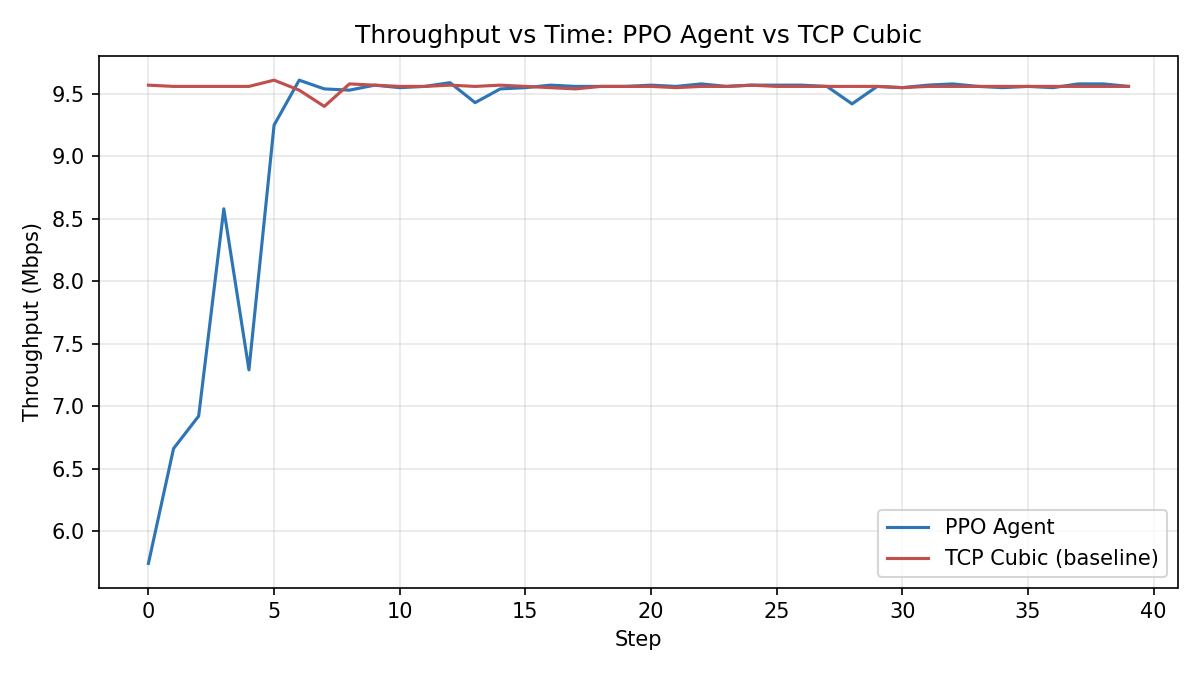 Throughput vs Time: PPO Agent vs TCP Cubic
Throughput (Mbps)
9.5
9.0
8.5
8.0
7.5
7.0
6.5
6.0
PPO Agent
TCP Cubic (baseline)
0 5 10 15 20 25 30 35 40
Step